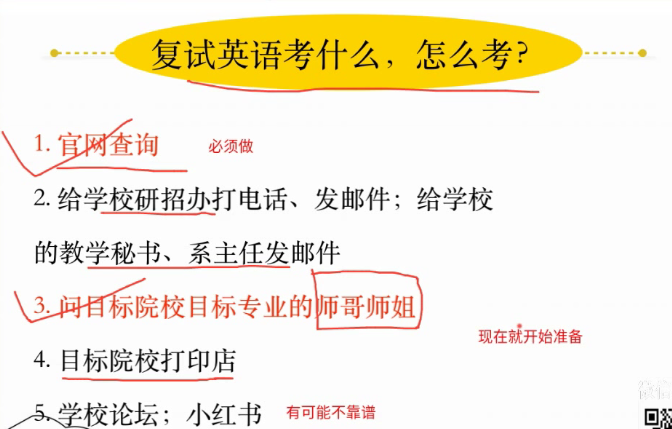 复试英语考什么，怎么考？
1. 官网查询 必须做
2. 给学校研招办打电话、发邮件；给学校
的教学秘书、系主任发邮件
3. 问目标院校目标专业的师哥师姐
现在就开始准备
4. 目标院校打印店
5. 学校论坛；小红书 有可能不靠谱